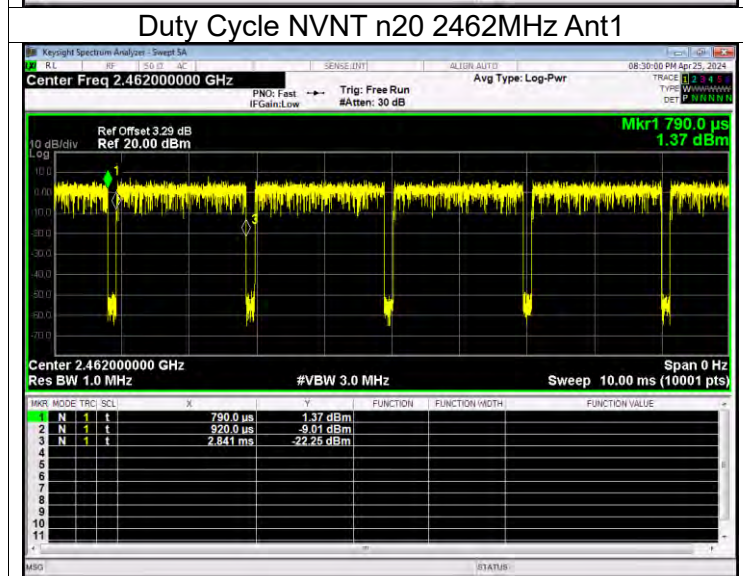 Duty Cycle NVNT n20 2462MHz Ant1
Keysight Spectrum Analyzer - Swept SA
RL RF 50 Ω AC SENSE:INT ALIGN AUTO 08:30:00 PM Apr 25, 2024
Center Freq 2.462000000 GHz Avg Type: Log-Pwr TRACE 1 2 3 4 5 6
PNO: Fast Trig: Free Run TYPE W
IFGain:Low #Atten: 30 dB DET P N N N N N
Mkr1 790.0 µs
1.37 dBm
Ref Offset 3.29 dB
10 dB/div Ref 20.00 dBm
Log
10.0
0.00
-10.0
-20.0
-30.0
-40.0
-50.0
-60.0
-70.0
1
3
Center 2.462000000 GHz Span 0 Hz
Res BW 1.0 MHz #VBW 3.0 MHz Sweep 10.00 ms (10001 pts)
MKR MODE TRC SCL X Y FUNCTION FUNCTION WIDTH FUNCTION VALUE
1 N 1 t 790.0 µs 1.37 dBm
2 N 1 t 920.0 µs -9.01 dBm
3 N 1 t 2.841 ms -22.25 dBm
4
5
6
7
8
9
10
11
MSG STATUS